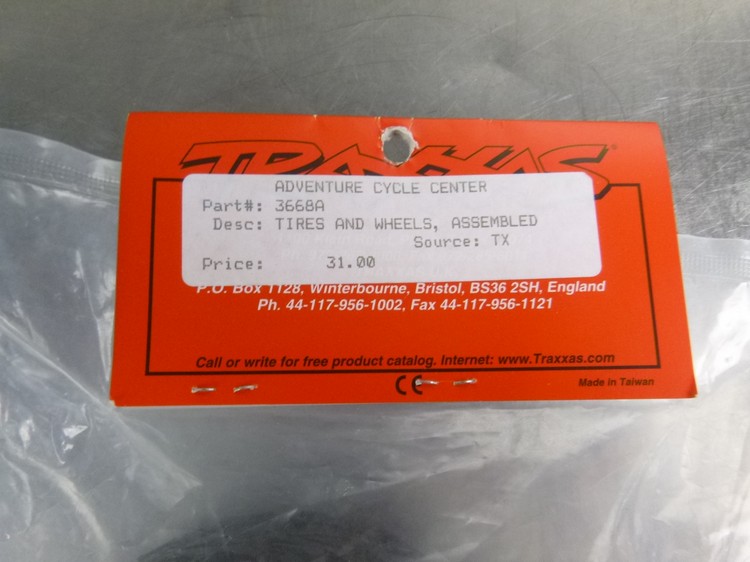 TRAXXAS®
ADVENTURE CYCLE CENTER
Part#: 3668A
Desc: TIRES AND WHEELS, ASSEMBLED
Source: TX
Price: 31.00
P.O. Box 1128, Winterbourne, Bristol, BS36 2SH, England
Ph. 44-117-956-1002, Fax 44-117-956-1121
Call or write for free product catalog. Internet: www.Traxxas.com
CE
Made in Taiwan